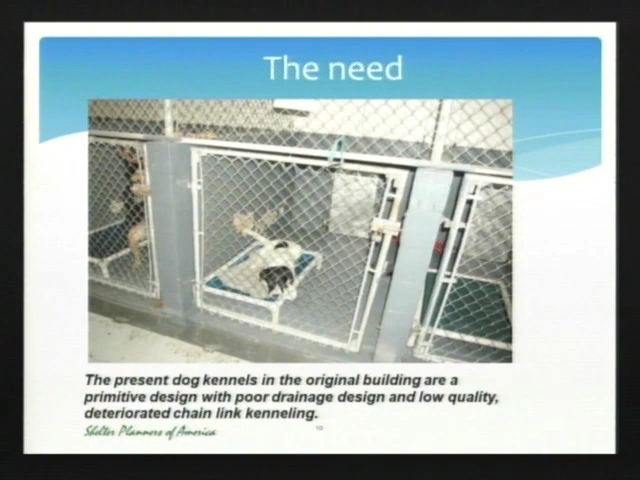 The need
The present dog kennels in the original building are a
primitive design with poor drainage design and low quality,
deteriorated chain link kenneling.
Shelter Planners of America